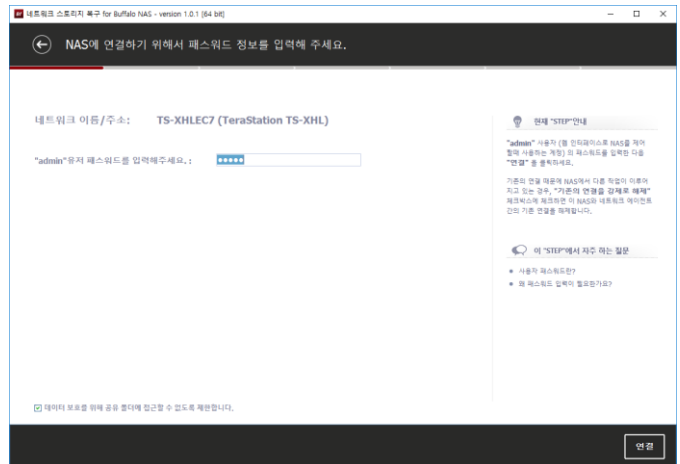 네트워크 스토리지 복구 for Buffalo NAS - version 1.0.1 [64 bit]
NAS에 연결하기 위해서 패스워드 정보를 입력해 주세요.
네트워크 이름/주소: TS-XHLEC7 (TeraStation TS-XHL)
"admin"유저 패스워드를 입력해주세요. :
현재 "STEP"안내
"admin" 사용자 (웹 인터페이스로 NAS를 제어
할때 사용하는 계정) 의 패스워드를 입력한 다음
"연결" 을 클릭하세요.
기존의 연결 때문에 NAS에서 다른 작업이 이루어
지고 있는 경우, "기존의 연결을 강제로 해제"
체크박스에 체크하면 이 NAS와 네트워크 에이전트
간의 기존 연결을 해제합니다.
이 "STEP"에서 자주 하는 질문
사용자 패스워드란?
왜 패스워드 입력이 필요한가요?
데이터 보호를 위해 공유 폴더에 접근할 수 없도록 제한합니다.
연결